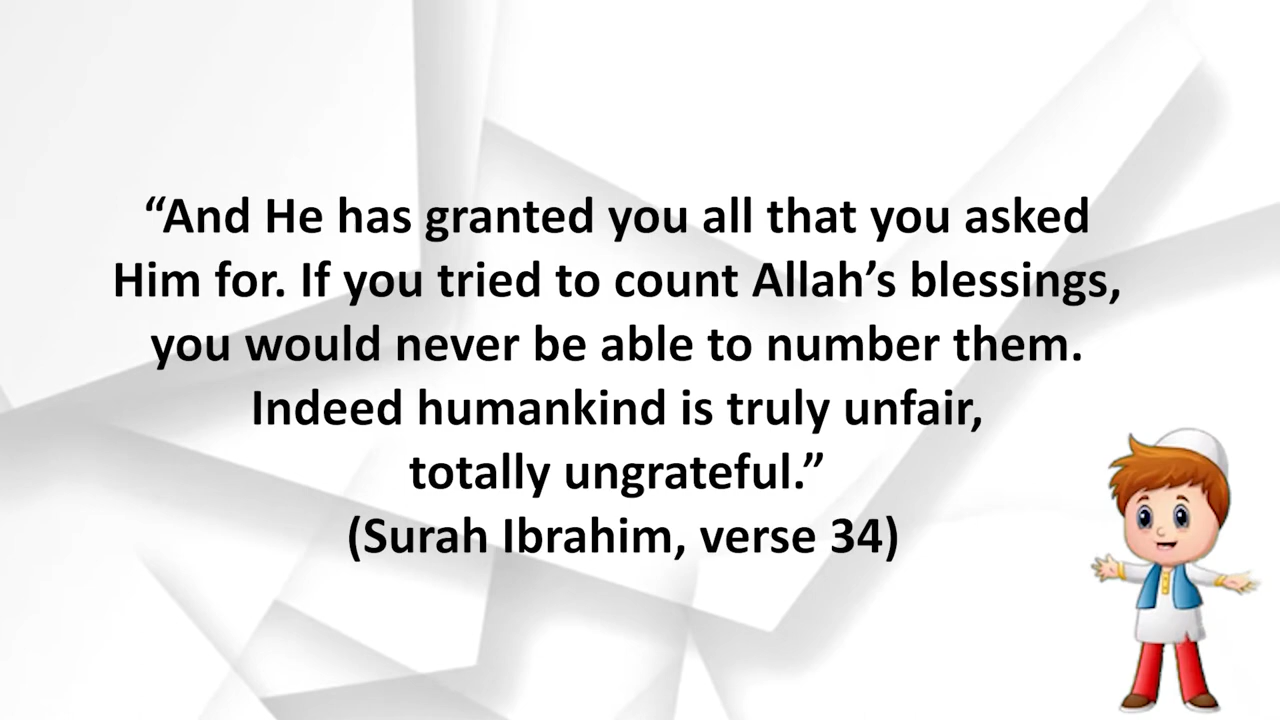 “And He has granted you all that you asked
Him for. If you tried to count Allah’s blessings,
you would never be able to number them.
Indeed humankind is truly unfair,
totally ungrateful.”
(Surah Ibrahim, verse 34)